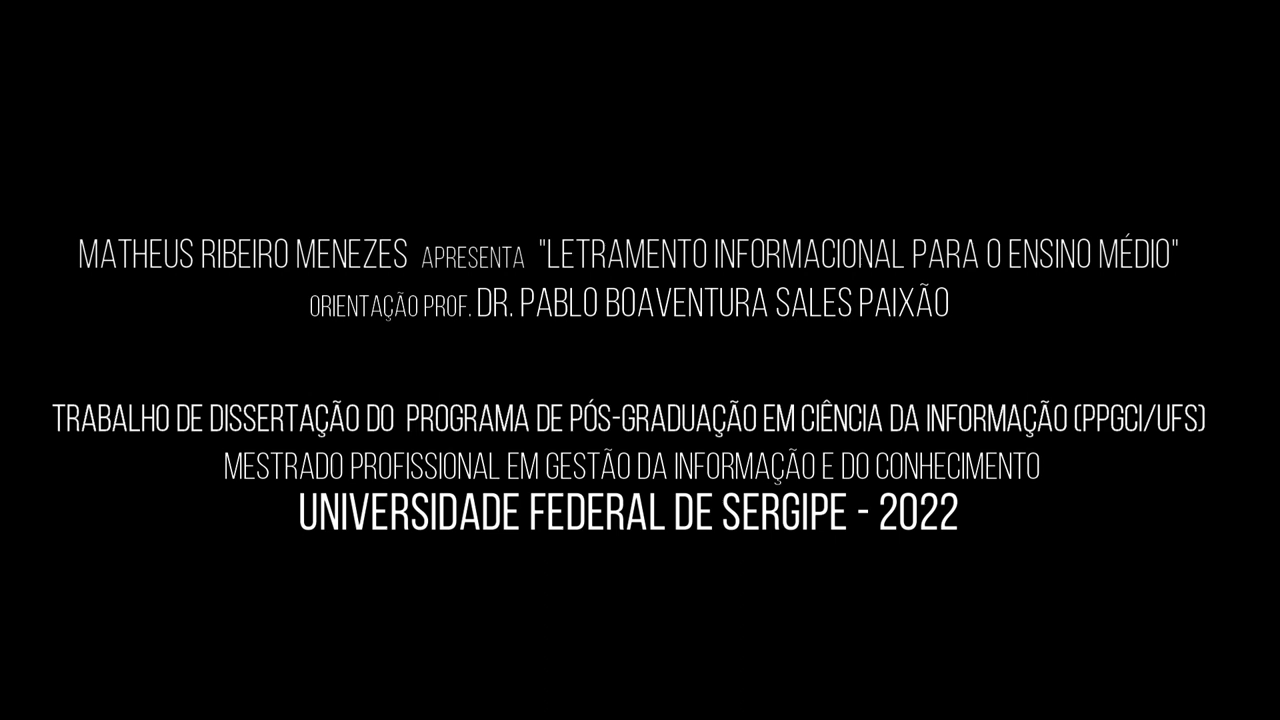 MATHEUS RIBEIRO MENEZES APRESENTA "LETRAMENTO INFORMACIONAL PARA O ENSINO MÉDIO"
ORIENTAÇÃO PROF. DR. PABLO BOAVENTURA SALES PAIXÃO
TRABALHO DE DISSERTAÇÃO DO PROGRAMA DE PÓS-GRADUAÇÃO EM CIÊNCIA DA INFORMAÇÃO (PPGCI/UFS)
MESTRADO PROFISSIONAL EM GESTÃO DA INFORMAÇÃO E DO CONHECIMENTO
UNIVERSIDADE FEDERAL DE SERGIPE - 2022